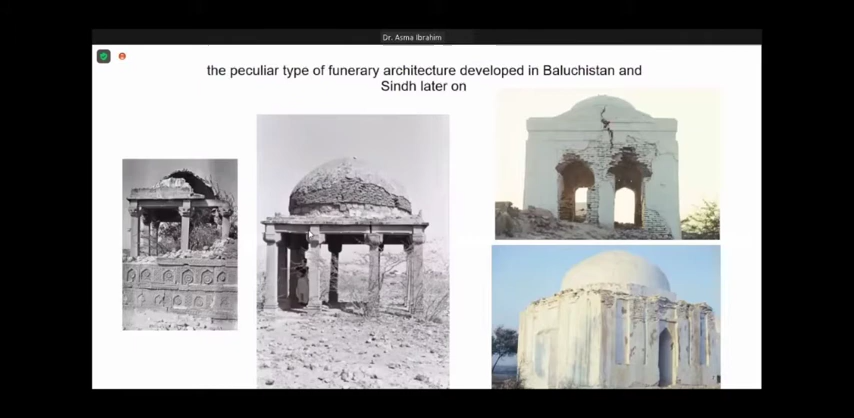 Dr. Asma Ibrahim
the peculiar type of funerary architecture developed in Baluchistan and
Sindh later on